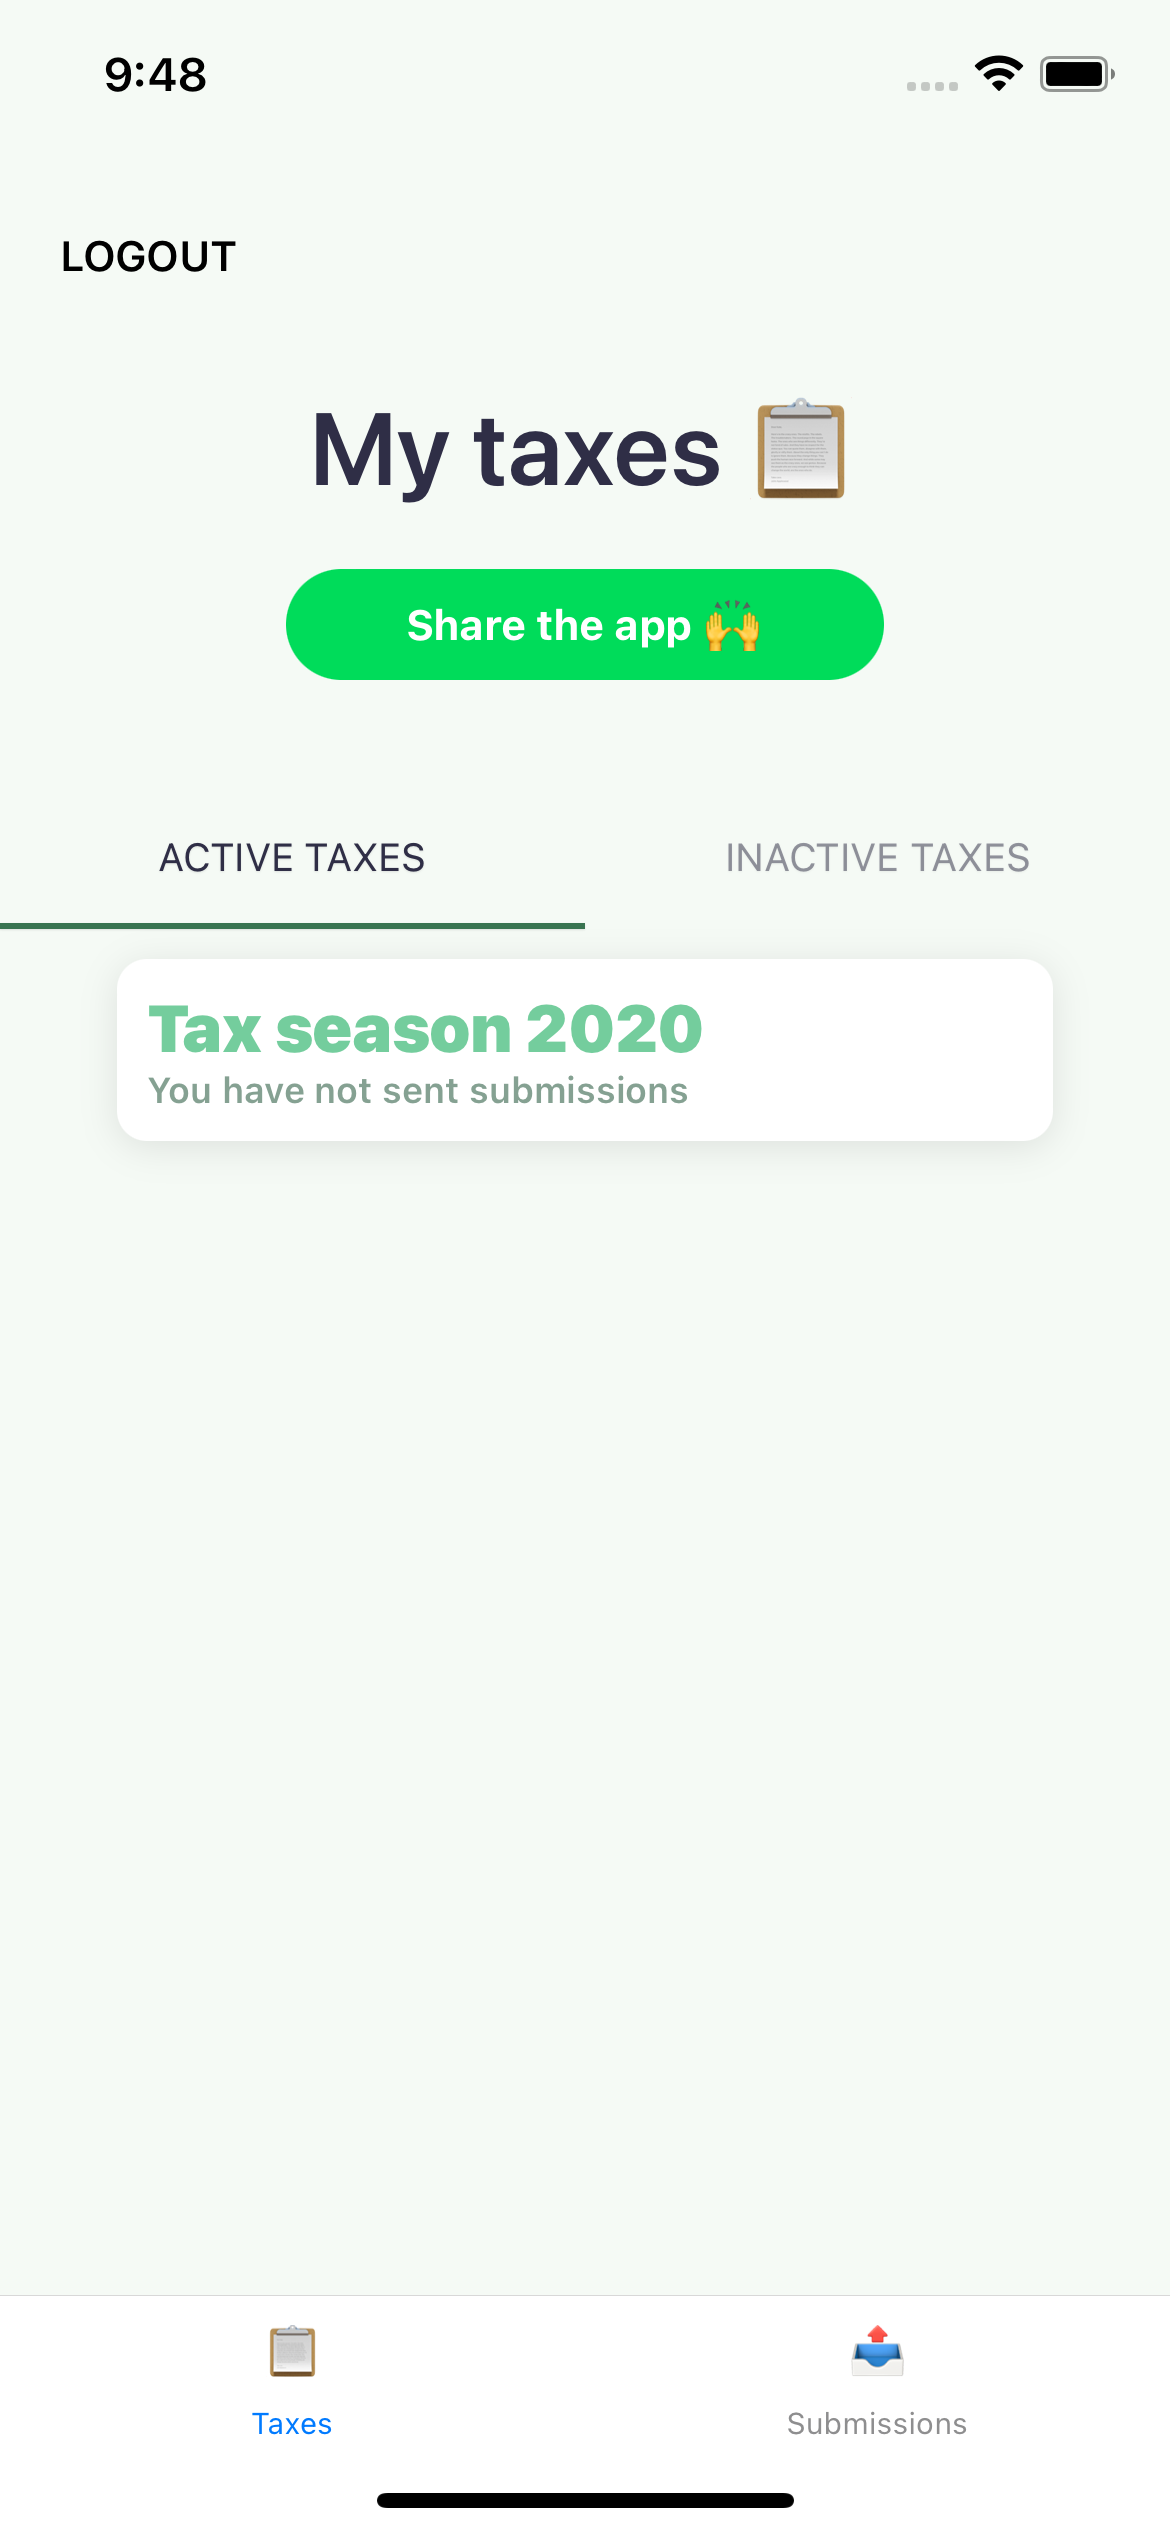 9:48
LOGOUT
My taxes 📋
Share the app 🙌
ACTIVE TAXES
INACTIVE TAXES
Tax season 2020
You have not sent submissions
Taxes
Submissions